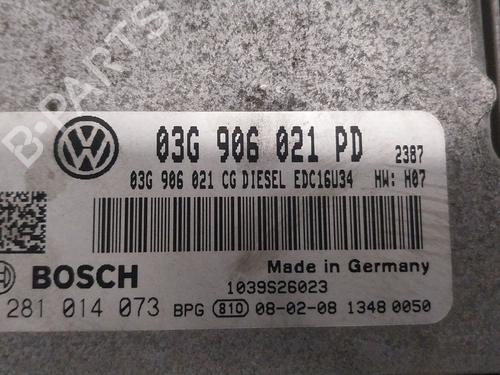 B-PARTS
03G 906 021 PD 2387
03G 906 021 CG DIESEL EDC16U34 HW: H07
BOSCH
Made in Germany
1039S26023
281 014 073 BPG 810 08-02-08 1348 0050